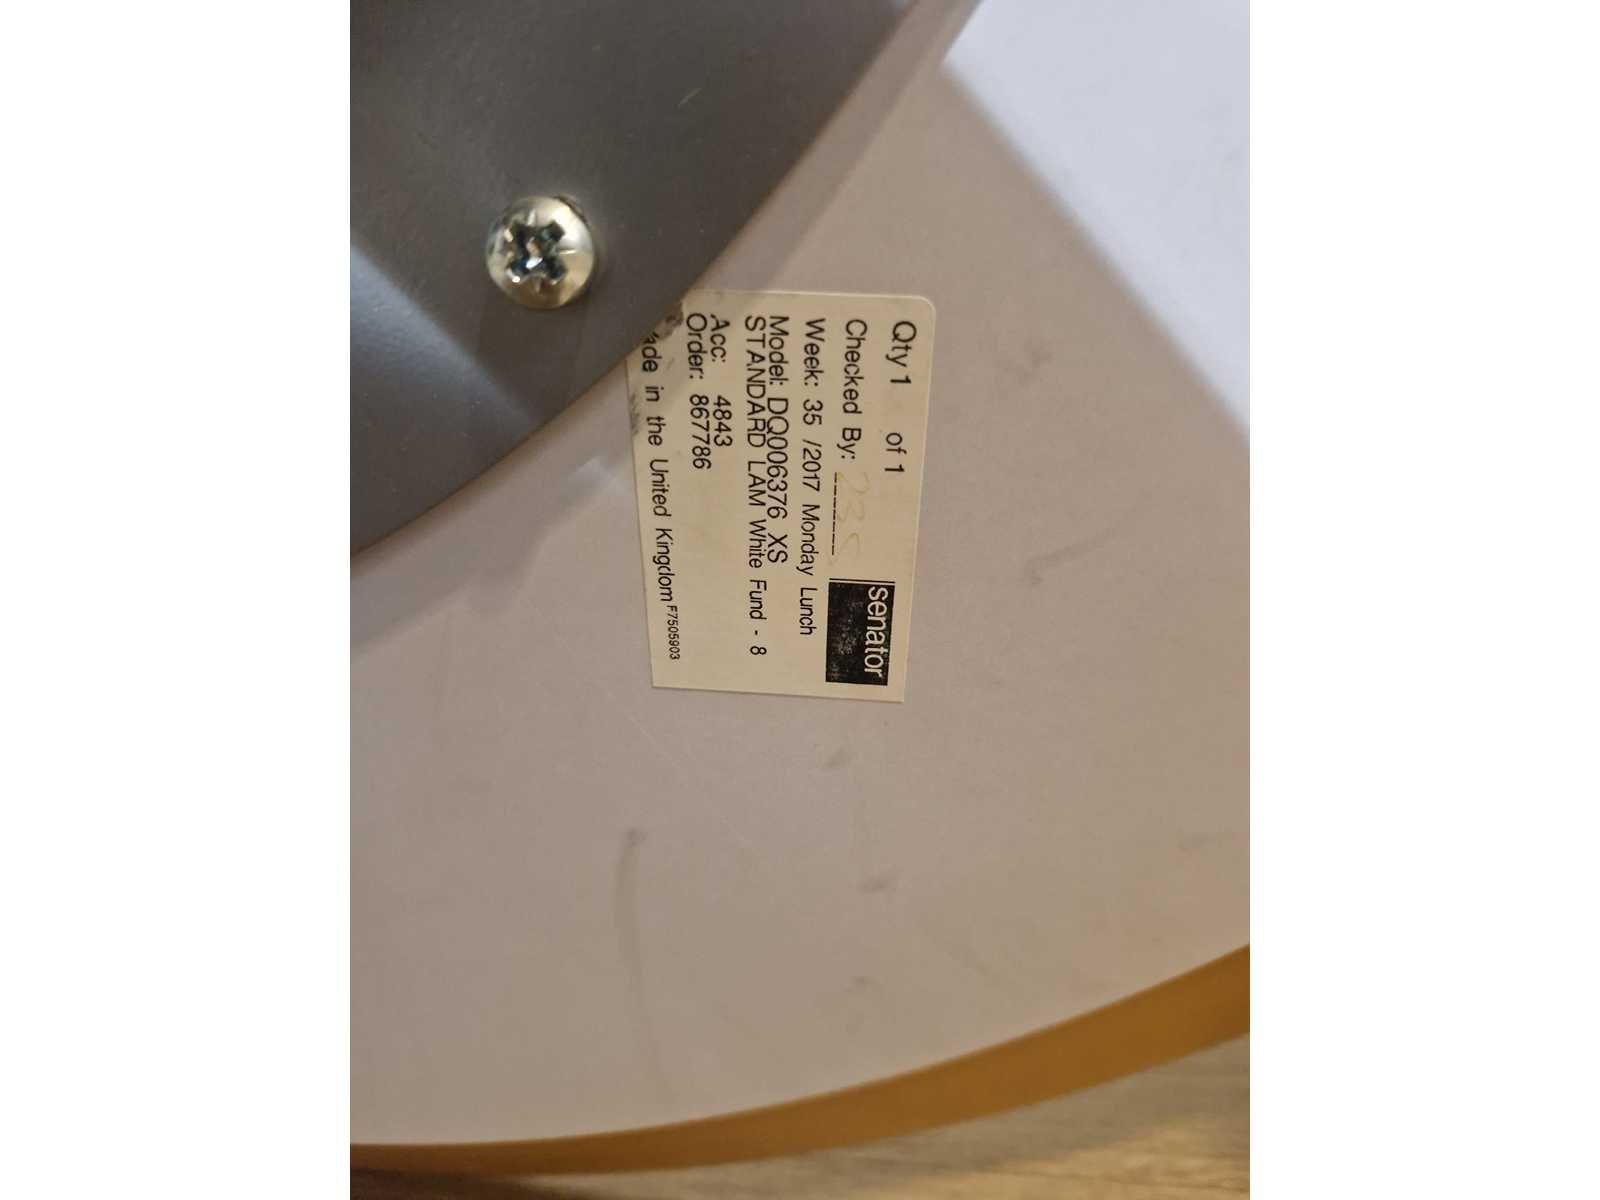 Qty 1 of 1
Checked By:
senator
Week: 35 /2017 Monday Lunch
Model: DQ006376 XS
STANDARD LAM White Fund - 8
Acc: 4843
Order: 867786
ade in the United Kingdom F7505903